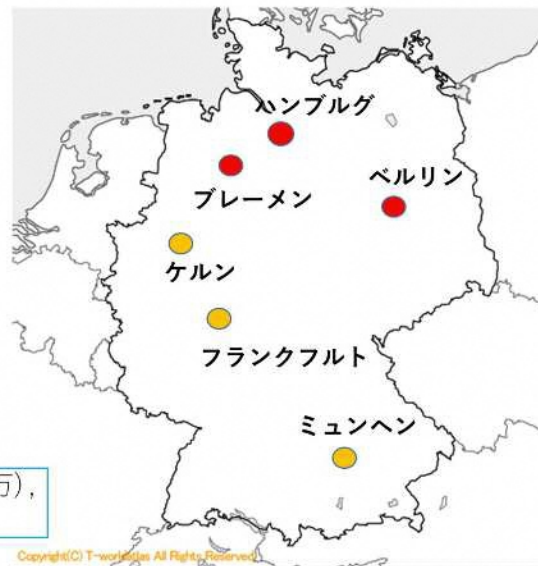 ハンブルグ
ブレーメン
ベルリン
ケルン
フランクフルト
ミュンヘン
万),
Copyright(C) T-worldatlas All Rights Reserved